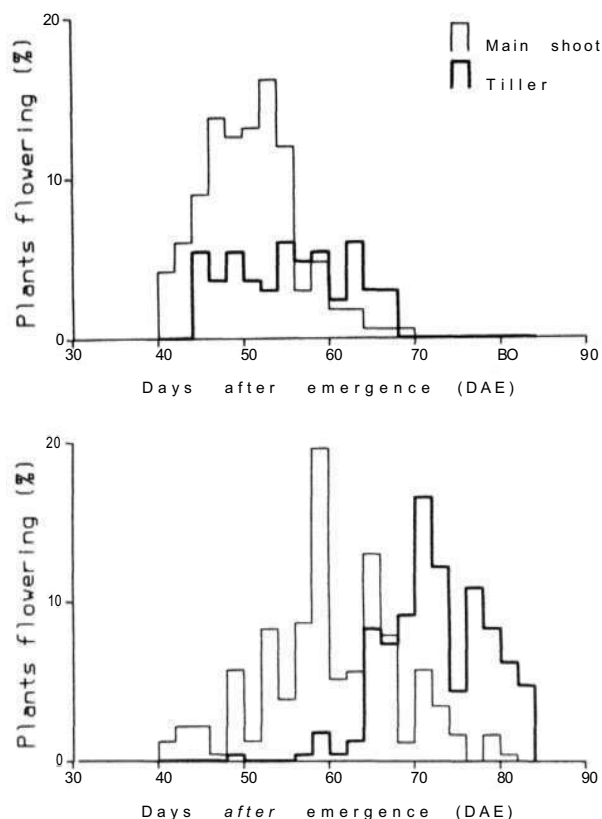 20
Main shoot
Tiller
Plants flowering (%)
10
0
30 40 50 60 70 BO 90
Days after emergence (DAE)
20
Plants flowering (%)
10
0
30 40 50 60 70 80 90
Days after emergence (DAE)